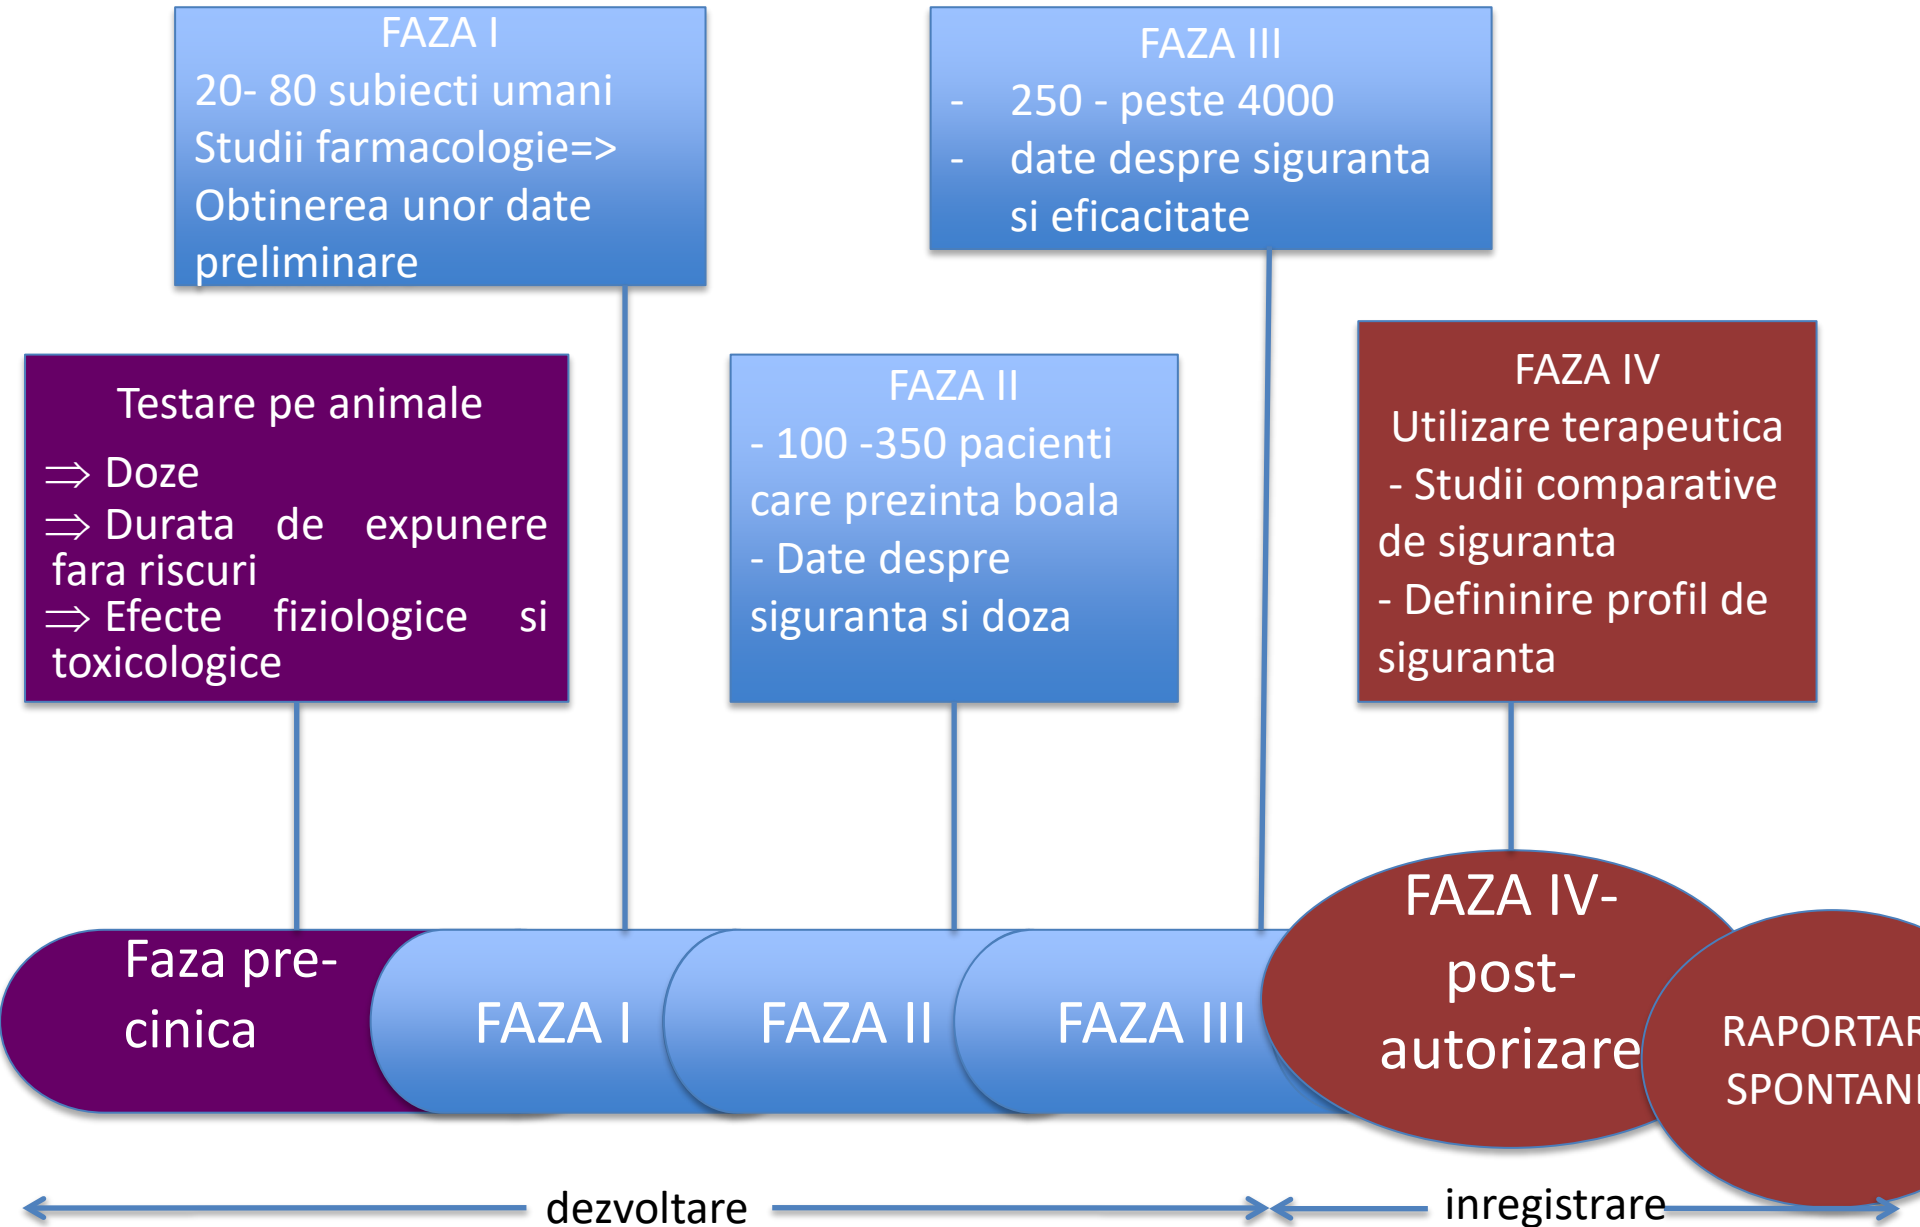 FAZA I
20- 80 subiecti umani
Studii farmacologie=>
Obtinerea unor date
preliminare
FAZA III
- 250 - peste 4000
- date despre siguranta
si eficacitate
Testare pe animale
⇒ Doze
⇒ Durata de expunere
fara riscuri
⇒ Efecte fiziologice si
toxicologice
FAZA II
- 100 -350 pacienti
care prezinta boala
- Date despre
siguranta si doza
FAZA IV
Utilizare terapeutica
- Studii comparative
de siguranta
- Defininire profil de
siguranta
Faza pre-
cinica
FAZA I
FAZA II
FAZA III
FAZA IV-
post-
autorizare
RAPORTAR
SPONTAN
dezvoltare
inregistrare